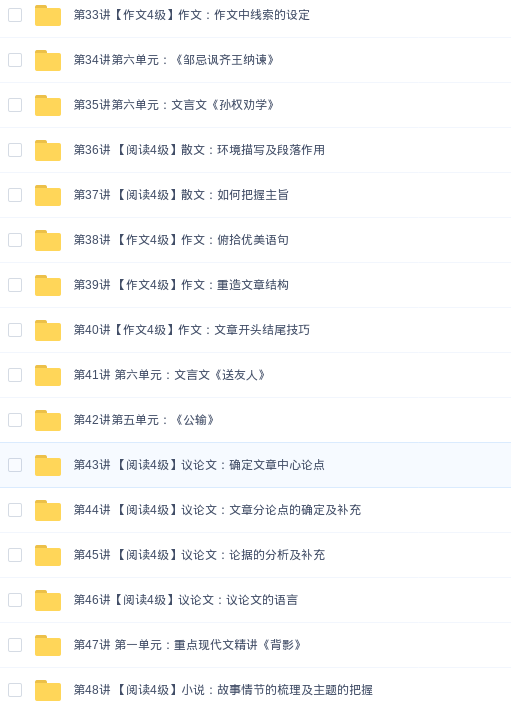 第33讲【作文4级】作文：作文中线索的设定
第34讲第六单元：《邹忌讽齐王纳谏》
第35讲第六单元：文言文《孙权劝学》
第36讲 【阅读4级】散文：环境描写及段落作用
第37讲 【阅读4级】散文：如何把握主旨
第38讲 【作文4级】作文：俯拾优美语句
第39讲 【作文4级】作文：重造文章结构
第40讲【作文4级】作文：文章开头结尾技巧
第41讲 第六单元：文言文《送友人》
第42讲第五单元：《公输》
第43讲 【阅读4级】议论文：确定文章中心论点
第44讲 【阅读4级】议论文：文章分论点的确定及补充
第45讲 【阅读4级】议论文：论据的分析及补充
第46讲【阅读4级】议论文：议论文的语言
第47讲 第一单元：重点现代文精讲《背影》
第48讲 【阅读4级】小说：故事情节的梳理及主题的把握